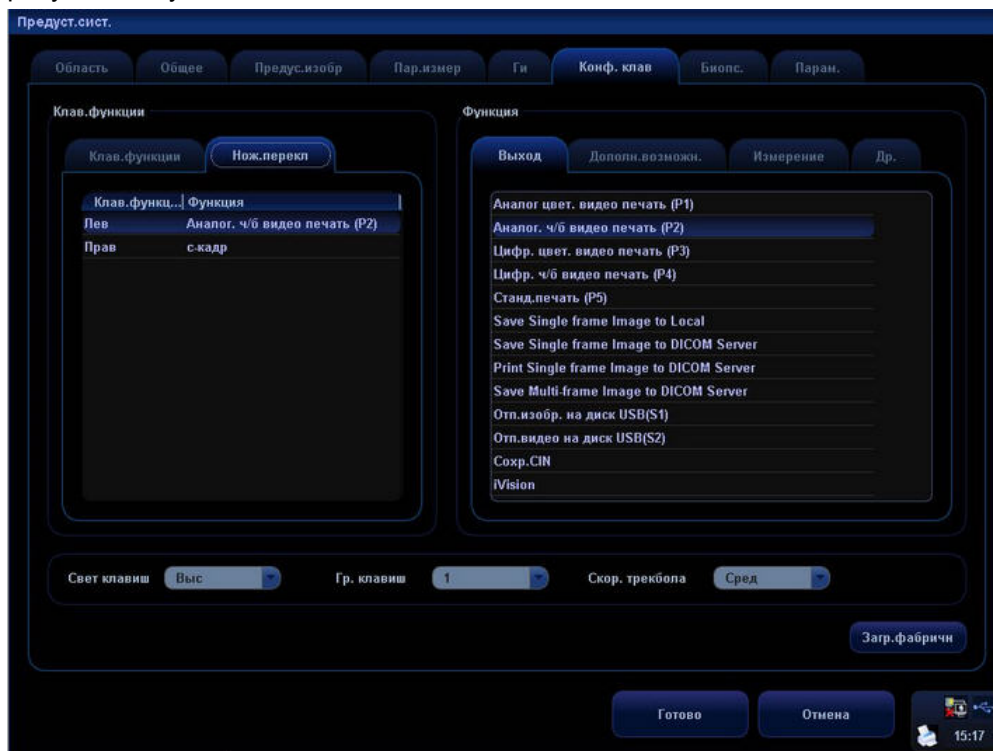 Предуст.сист.
Область Общее Предус.изобр Пар.измер Ги Конф. клав Биопс. Парам.
Клав.функции Функция
Клав.функции Нож.перекл Выход Дополн.возможн. Измерение Др.
Клав.функц... Функция
Лев Аналог. ч/б видео печать (P2)
Прав с-кадр
Аналог цвет. видео печать (P1)
Аналог. ч/б видео печать (P2)
Цифр. цвет. видео печать (P3)
Цифр. ч/б видео печать (P4)
Станд.печать (P5)
Save Single frame Image to Local
Save Single frame Image to DICOM Server
Print Single frame Image to DICOM Server
Save Multi-frame Image to DICOM Server
Отп.изобр. на диск USB(S1)
Отп.видео на диск USB(S2)
Сохр.CIN
iVision
Свет клавиш Выс Гр. клавиш 1 Скор. трекбола Сред
Загр.фабричн
Готово Отмена
15:17